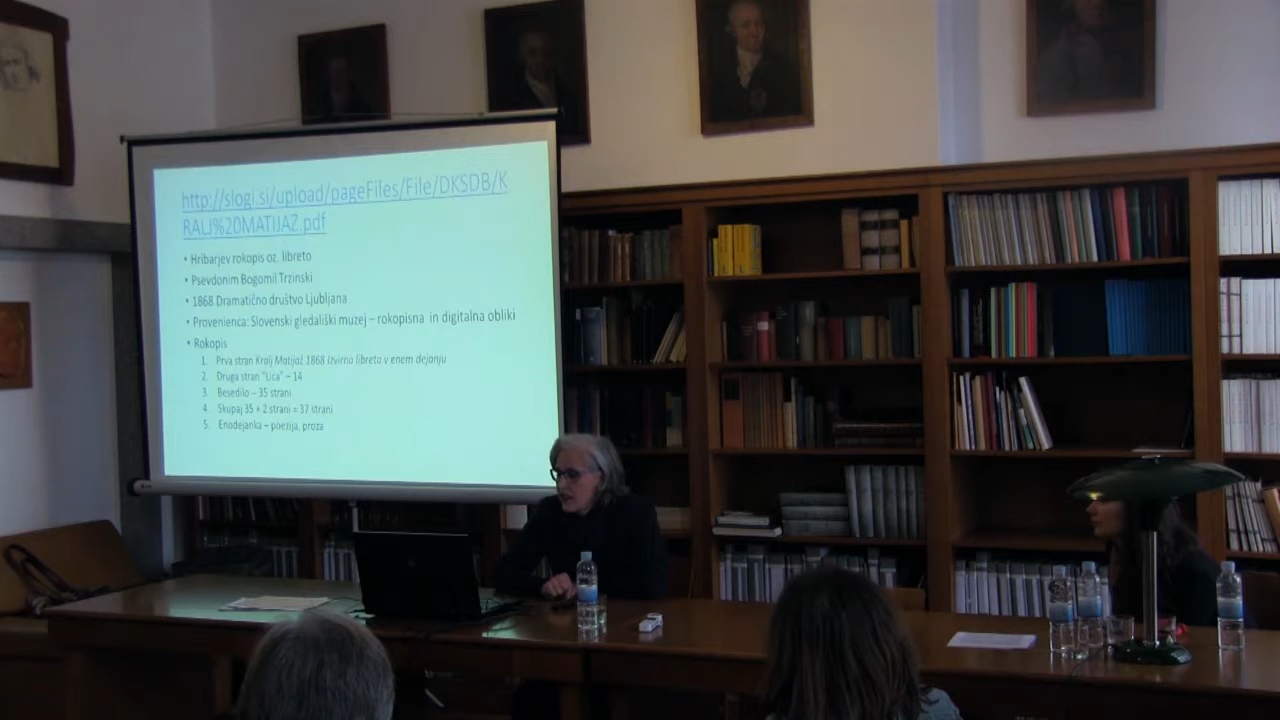 http://slogi.si/upload/pageFiles/File/DKSDB/K
RALJ%20MATIJAZ.pdf
• Hribarjev rokopis oz. libreto
• Psevdonim Bogomil Trzinski
• 1868 Dramatično društvo Ljubljana
• Provenienca: Slovenski gledališki muzej – rokopisna in digitalna obliki
• Rokopis
1. Prva stran Kralj Matijaž 1868 Izvirna libreta v enem dejanju
2. Druga stran "Lica" – 14
3. Besedilo – 35 strani
4. Skupaj 35 + 2 strani = 37 strani
5. Enodejanka – poezija, proza